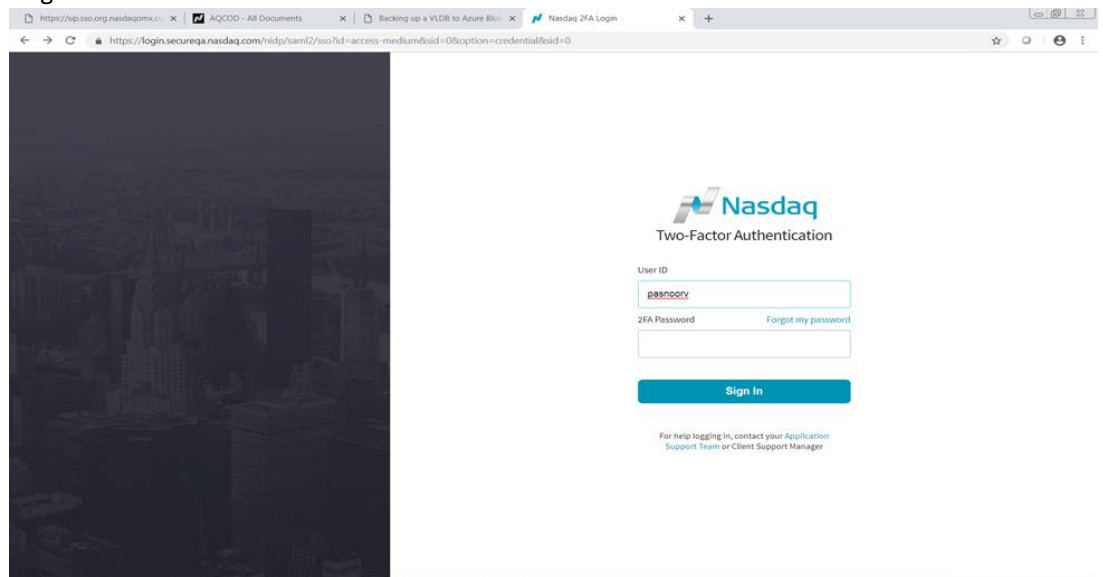 https://sip.sso.org.nasdaqomx.c
AQCOD - All Documents
Backing up a VLDB to Azure Blo
Nasdaq 2FA Login
https://login.secureqa.nasdaq.com/nidp/saml2/sso?id=access-medium&sid=0&option=credential&sid=0
Nasdaq
Two-Factor Authentication
User ID
pasnoorv
2FA Password Forgot my password
Sign In
For help logging in, contact your Application
Support Team or Client Support Manager